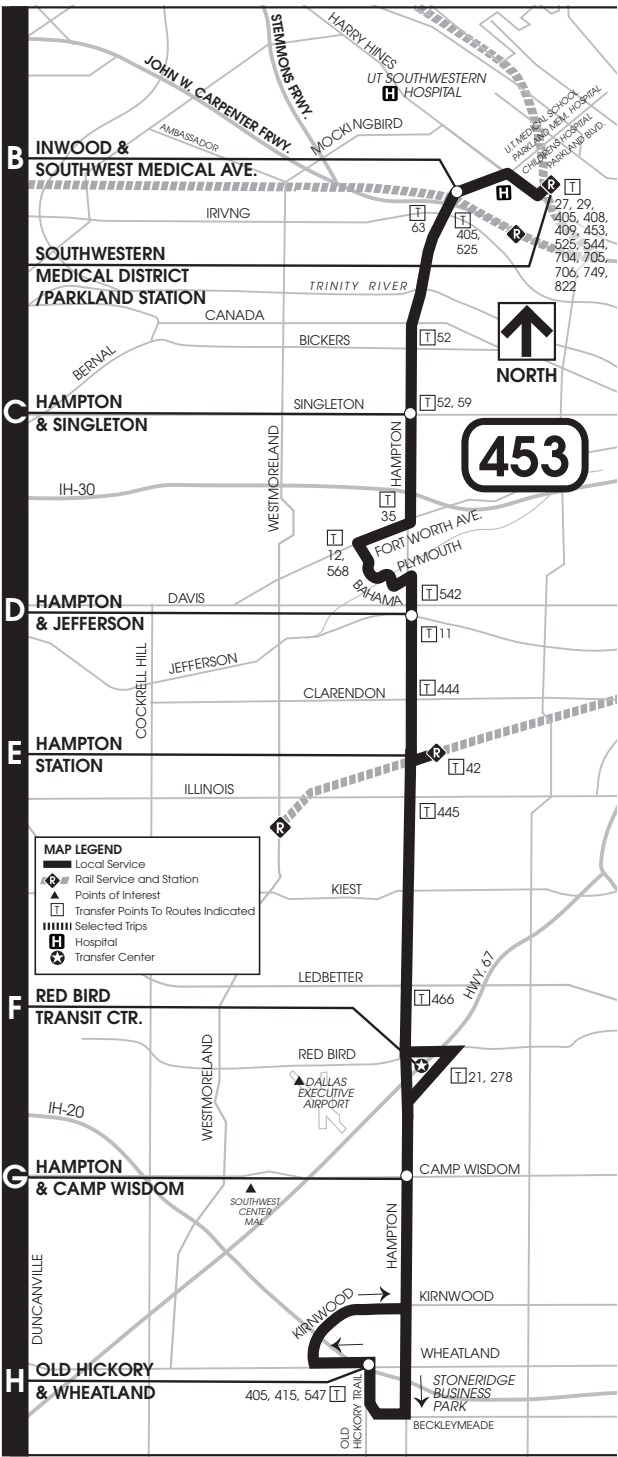 HARRY HINES
STEMMONS FRWY.
JOHN W. CARPENTER FRWY.
UT SOUTHWESTERN
H HOSPITAL
MOCKINGBIRD
AMBASSADOR
U.T. MEDICAL SCHOOL
PARKLAND MEM. HOSPITAL
CHILDREN'S HOSPITAL
PARKLAND BLVD.
B
INWOOD &
SOUTHWEST MEDICAL AVE.
H
R
T
27, 29,
405, 408,
409, 453,
525, 544,
704, 705,
706, 749,
822
IRIVNG
T
63
T
405,
525
R
SOUTHWESTERN
MEDICAL DISTRICT
/PARKLAND STATION
TRINITY RIVER
CANADA
BICKERS
T 52
BERNAL
NORTH
C
HAMPTON
& SINGLETON
SINGLETON
T 52, 59
WESTMORELAND
HAMPTON
453
IH-30
T
35
FORT WORTH AVE.
T
12,
568
PLYMOUTH
BAHAMA
T 542
DAVIS
D
HAMPTON
& JEFFERSON
T 11
JEFFERSON
COCKRELL HILL
CLARENDON
T 444
E
HAMPTON
STATION
R
T 42
ILLINOIS
T 445
R
MAP LEGEND
Local Service
R Rail Service and Station
Points of Interest
T Transfer Points To Routes Indicated
Selected Trips
H Hospital
Transfer Center
KIEST
HWY. 67
LEDBETTER
T 466
F
RED BIRD
TRANSIT CTR.
RED BIRD
T 21, 278
DALLAS
EXECUTIVE
AIRPORT
WESTMORELAND
IH-20
G
HAMPTON
& CAMP WISDOM
CAMP WISDOM
SOUTHWEST
CENTER
MAL
HAMPTON
DUNCANVILLE
KIRNWOOD
KIRNWOOD
WHEATLAND
H
OLD HICKORY
& WHEATLAND
405, 415, 547 T
OLD
HICKORY TRAIL
STONERIDGE
BUSINESS
PARK
BECKLEYMEADE